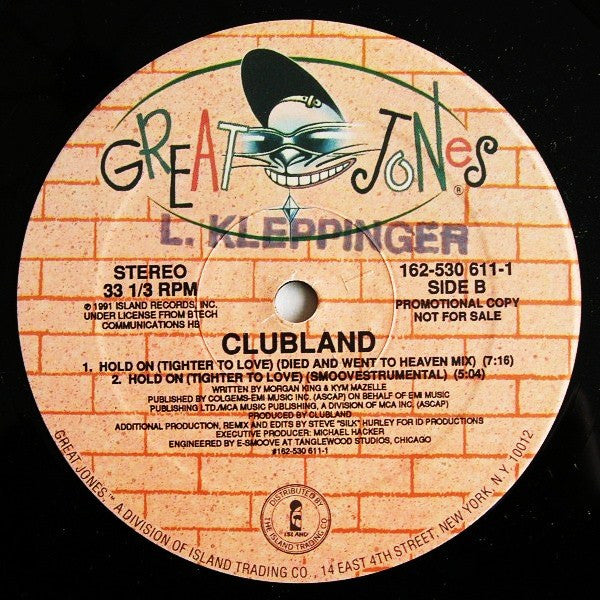 GREAT JONES
®
L. KLEPPINGER
STEREO
33 1/3 RPM
℗ 1991 ISLAND RECORDS, INC.
UNDER LICENSE FROM BTECH
COMMUNICATIONS HB
162-530 611-1
SIDE B
PROMOTIONAL COPY
NOT FOR SALE
CLUBLAND
1. HOLD ON (TIGHTER TO LOVE) (DIED AND WENT TO HEAVEN MIX) (7:16)
2. HOLD ON (TIGHTER TO LOVE) (SMOOVESTRUMENTAL) (5:04)
WRITTEN BY MORGAN KING & KYM MAZELLE
PUBLISHED BY COLGEMS-EMI MUSIC INC. (ASCAP) ON BEHALF OF EMI MUSIC
PUBLISHING LTD/MCA MUSIC PUBLISHING, A DIVISION OF MCA INC. (ASCAP)
PRODUCED BY CLUBLAND
ADDITIONAL PRODUCTION, REMIX AND EDITS BY STEVE "SILK" HURLEY FOR ID PRODUCTIONS
EXECUTIVE PRODUCER: MICHAEL HACKER
ENGINEERED BY E-SMOOVE AT TANGLEWOOD STUDIOS, CHICAGO
#162-530 611-1
DISTRIBUTED BY
ISLAND
THE ISLAND TRADING CO.
GREAT JONES,™ A DIVISION OF ISLAND TRADING CO., 14 EAST 4TH STREET, NEW YORK, N.Y. 10012